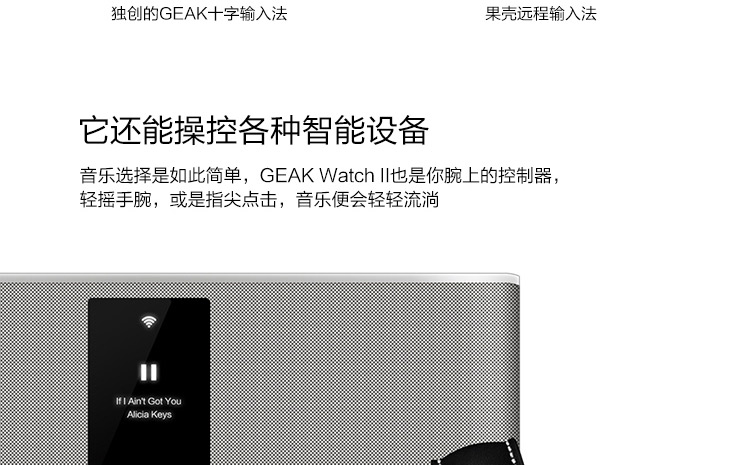 独创的GEAK十字输入法
果壳远程输入法
它还能操控各种智能设备
音乐选择是如此简单，GEAK Watch II也是你腕上的控制器，
轻摇手腕，或是指尖点击，音乐便会轻轻流淌
If I Ain't Got You
Alicia Keys